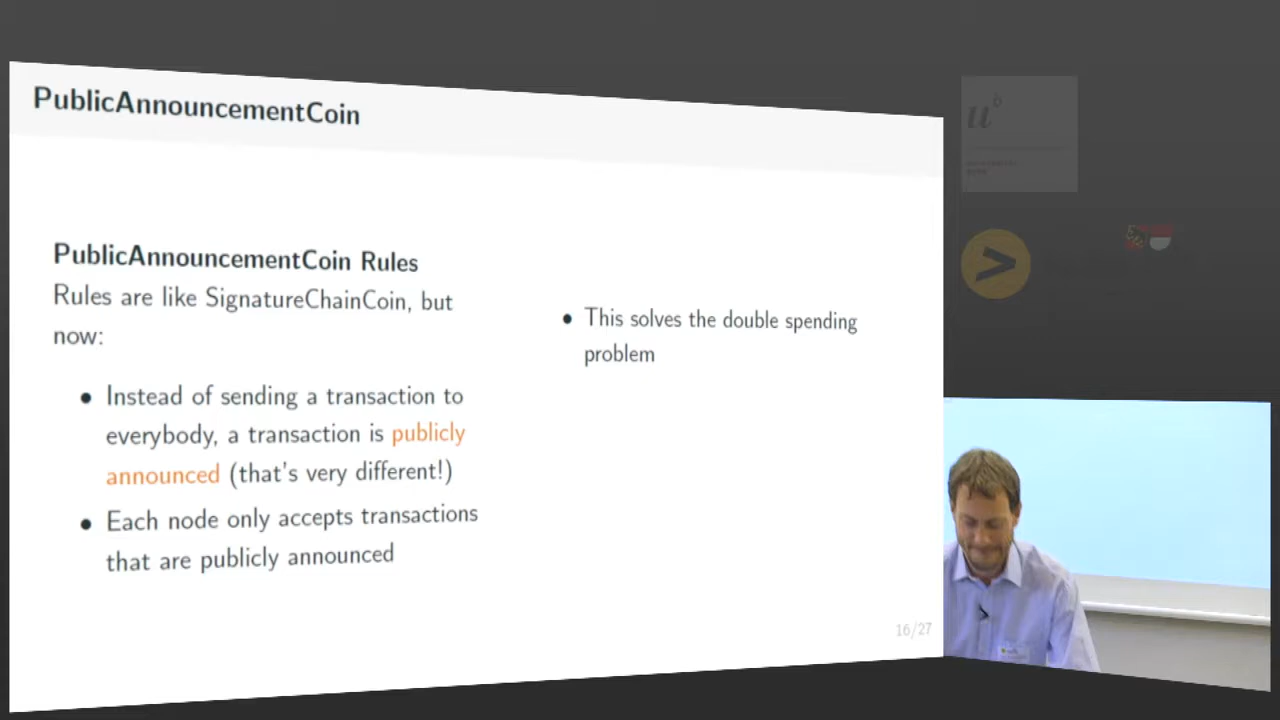 PublicAnnouncementCoin
PublicAnnouncementCoin Rules
Rules are like SignatureChainCoin, but
now:
• Instead of sending a transaction to
everybody, a transaction is publicly
announced (that's very different!)
• Each node only accepts transactions
that are publicly announced
• This solves the double spending
problem
16/27
u
b